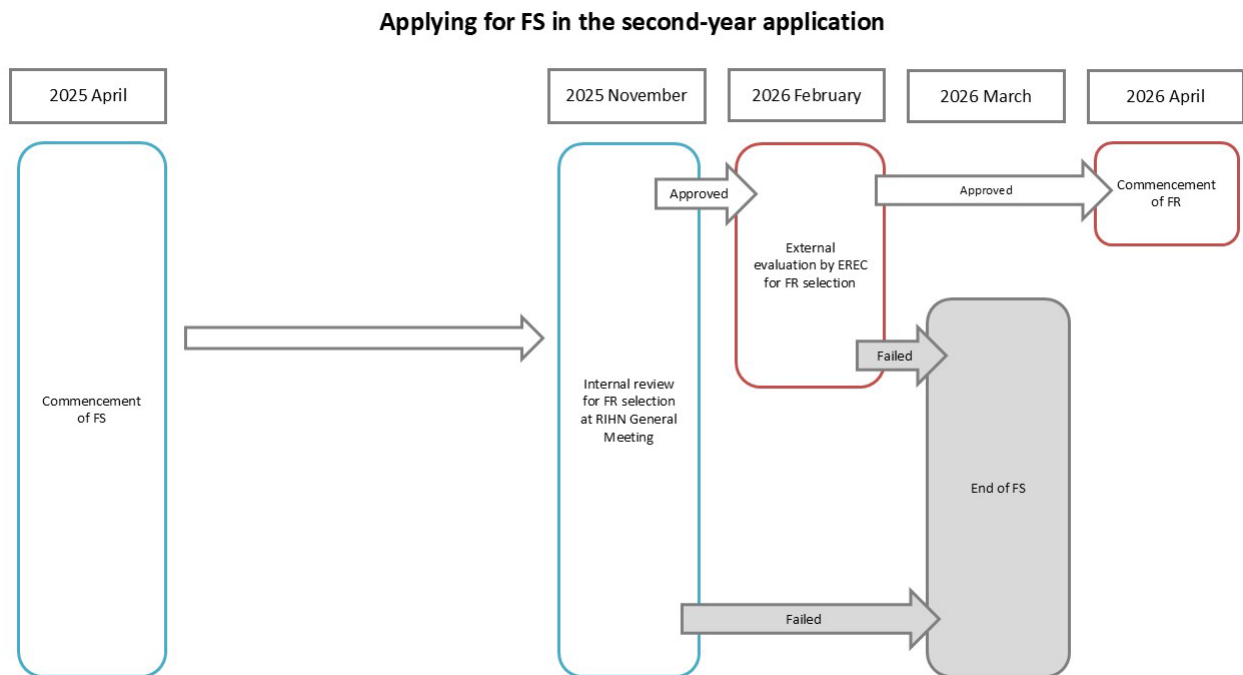 Applying for FS in the second-year application
2025 April
2025 November
2026 February
2026 March
2026 April
Approved
Approved
Commencement
of FR
External
evaluation by EREC
for FR selection
Failed
Commencement
of FS
Internal review
for FR selection
at RIHN General
Meeting
End of FS
Failed